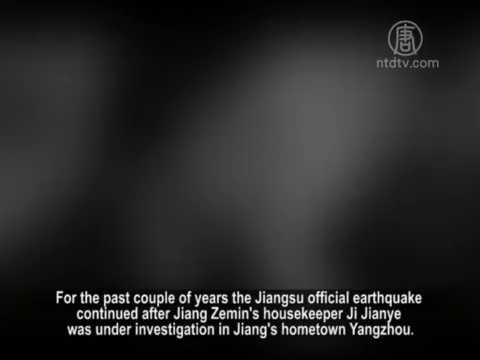 唐
ntdtv.com
For the past couple of years the Jiangsu official earthquake
continued after Jiang Zemin's housekeeper Ji Jianye
was under investigation in Jiang's hometown Yangzhou.